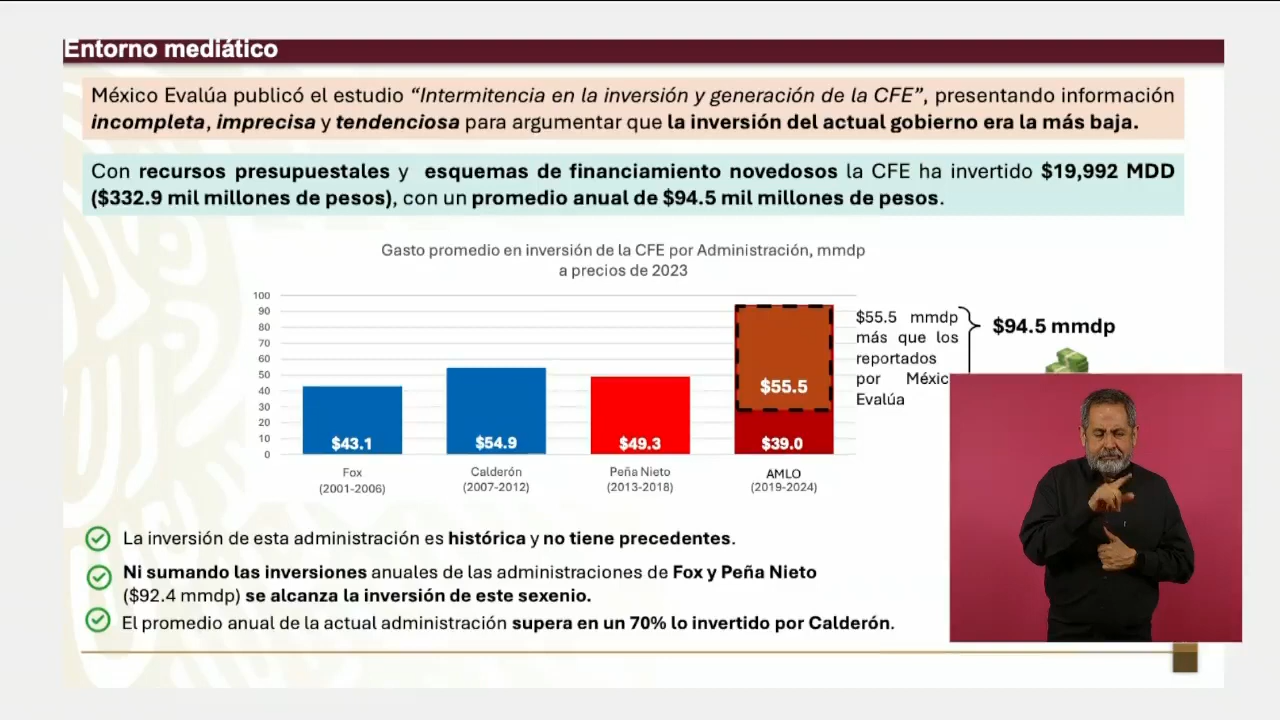 Entorno mediático
México Evalúa publicó el estudio “Intermitencia en la inversión y generación de la CFE”, presentando información
incompleta, imprecisa y tendenciosa para argumentar que la inversión del actual gobierno era la más baja.
Con recursos presupuestales y esquemas de financiamiento novedosos la CFE ha invertido $19,992 MDD
($332.9 mil millones de pesos), con un promedio anual de $94.5 mil millones de pesos.
Gasto promedio en inversión de la CFE por Administración, mmdp
a precios de 2023
100
90
80
70
60
50
40
30
20
10
0
$43.1
$54.9
$49.3
$55.5
$39.0
Fox
(2001-2006)
Calderón
(2007-2012)
Peña Nieto
(2013-2018)
AMLO
(2019-2024)
$55.5 mmdp
más que los
reportados
por
Evalúa
$94.5 mmdp
La inversión de esta administración es histórica y no tiene precedentes.
Ni sumando las inversiones anuales de las administraciones de Fox y Peña Nieto
($92.4 mmdp) se alcanza la inversión de este sexenio.
El promedio anual de la actual administración supera en un 70% lo invertido por Calderón.